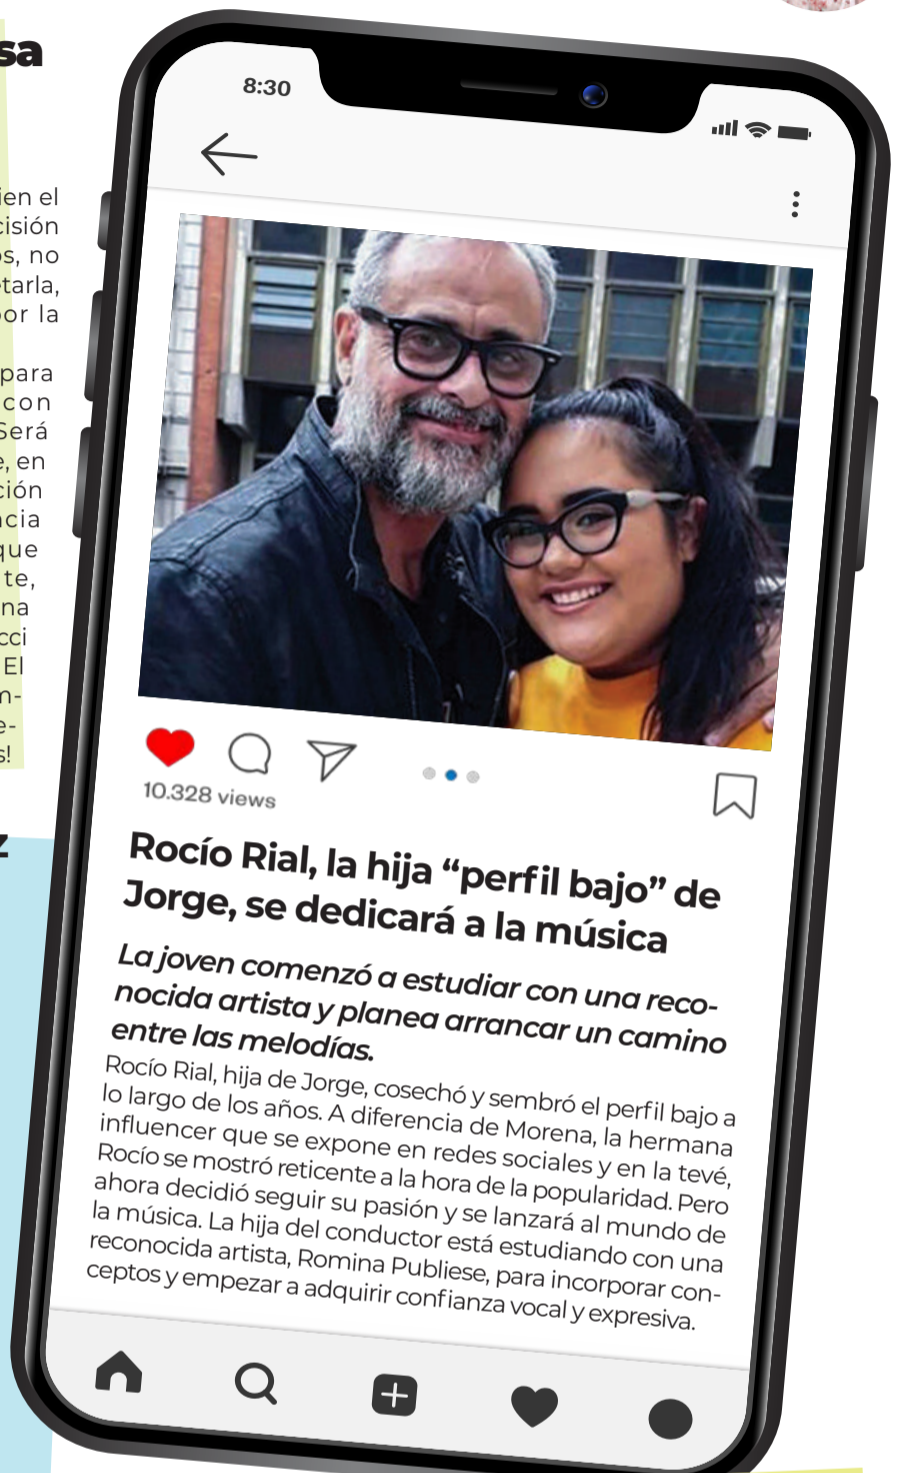 sa
ien el
cisión
os, no
etarla,
por la
para
con
Será
e, en
ción
ncia
que
te,
na
cci
El
m-
e-
s!
z
8:30
10.328 views
Rocío Rial, la hija “perfil bajo” de
Jorge, se dedicará a la música
La joven comenzó a estudiar con una reco-
nocida artista y planea arrancar un camino
entre las melodías.
Rocío Rial, hija de Jorge, cosechó y sembró el perfil bajo a
lo largo de los años. A diferencia de Morena, la hermana
influencer que se expone en redes sociales y en la tevé,
Rocío se mostró reticente a la hora de la popularidad. Pero
ahora decidió seguir su pasión y se lanzará al mundo de
la música. La hija del conductor está estudiando con una
reconocida artista, Romina Publiese, para incorporar con-
ceptos y empezar a adquirir confianza vocal y expresiva.